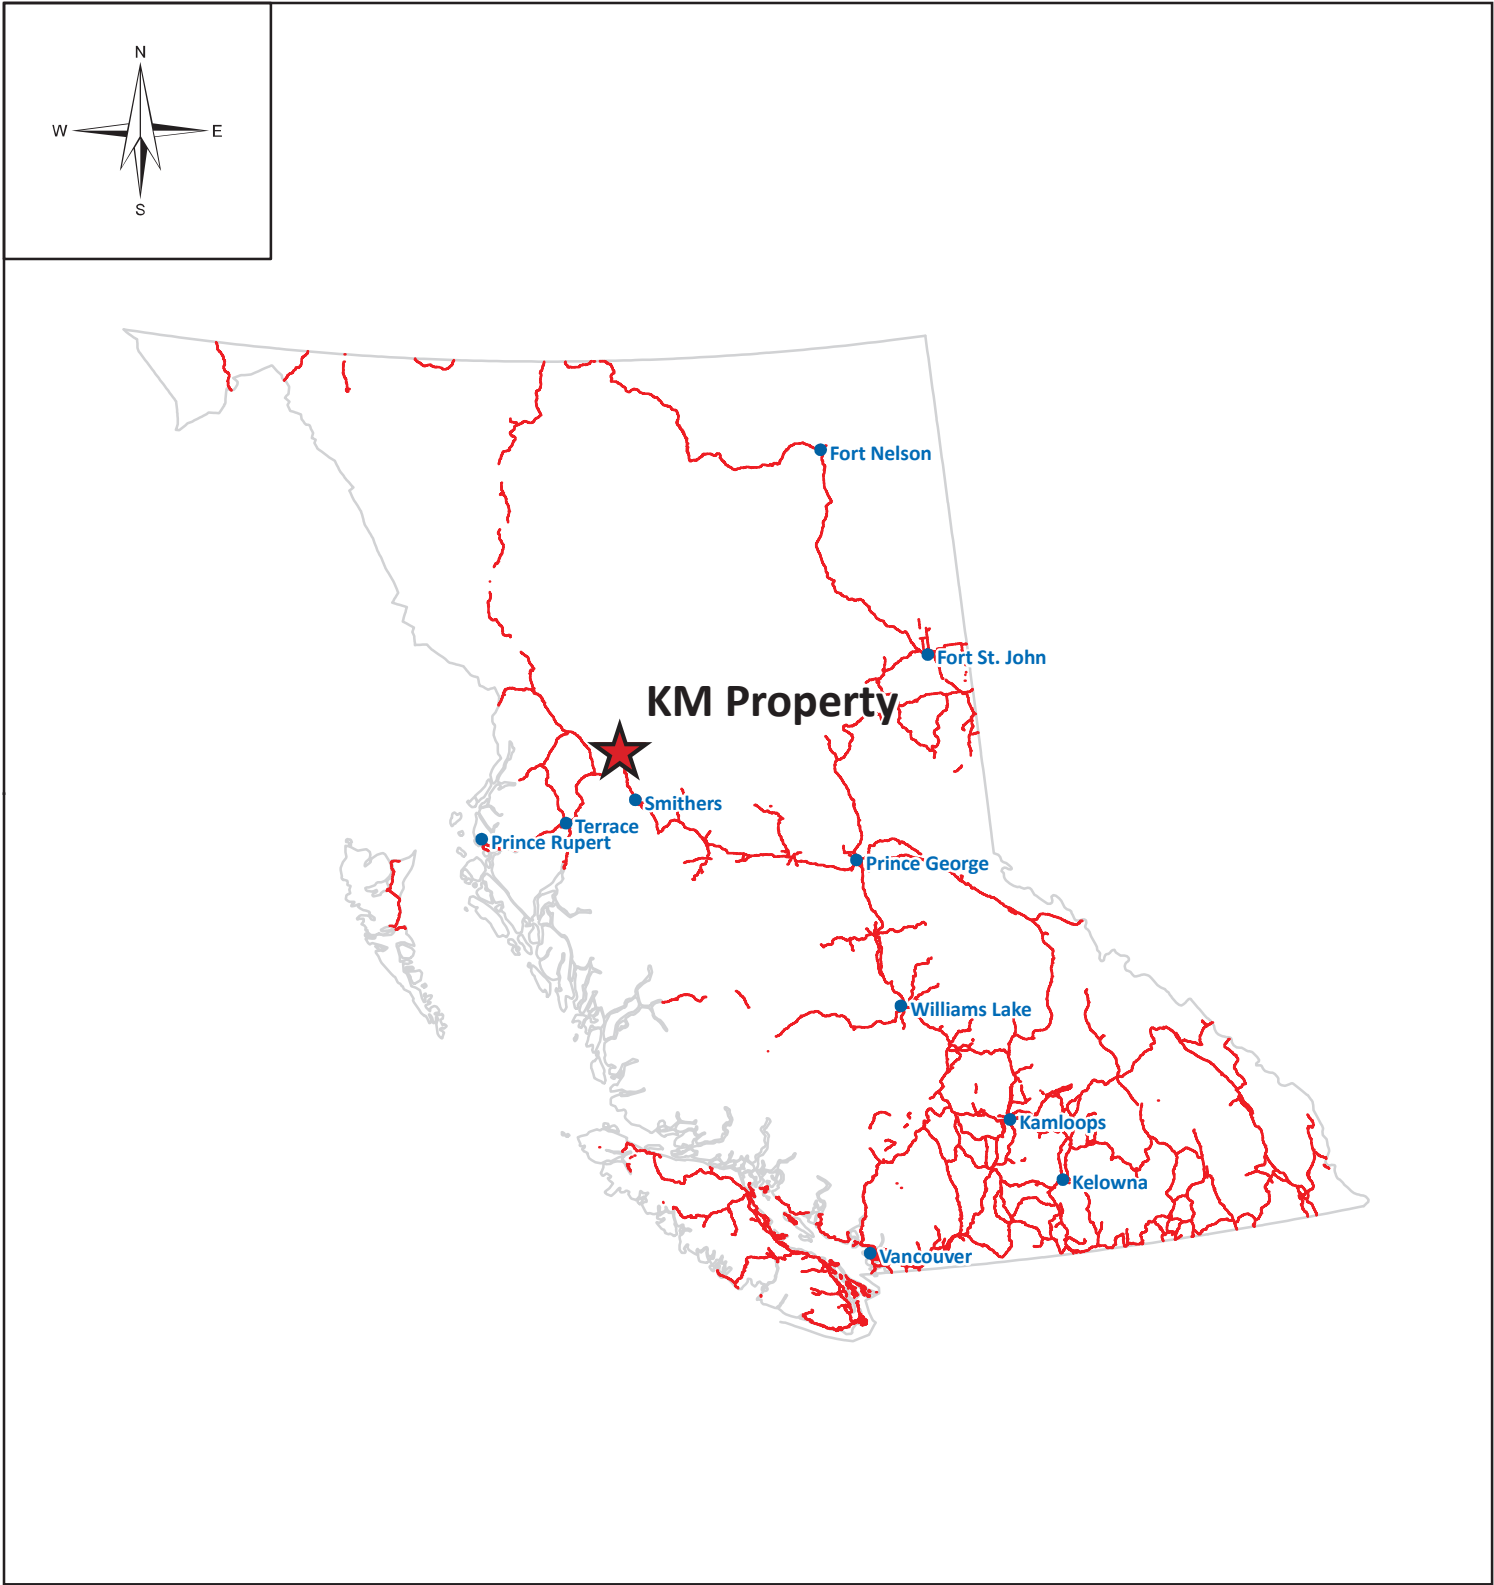 N
W
E
S
Fort Nelson
Fort St. John
KM Property
Smithers
Terrace
Prince Rupert
Prince George
Williams Lake
Kamloops
Kelowna
Vancouver